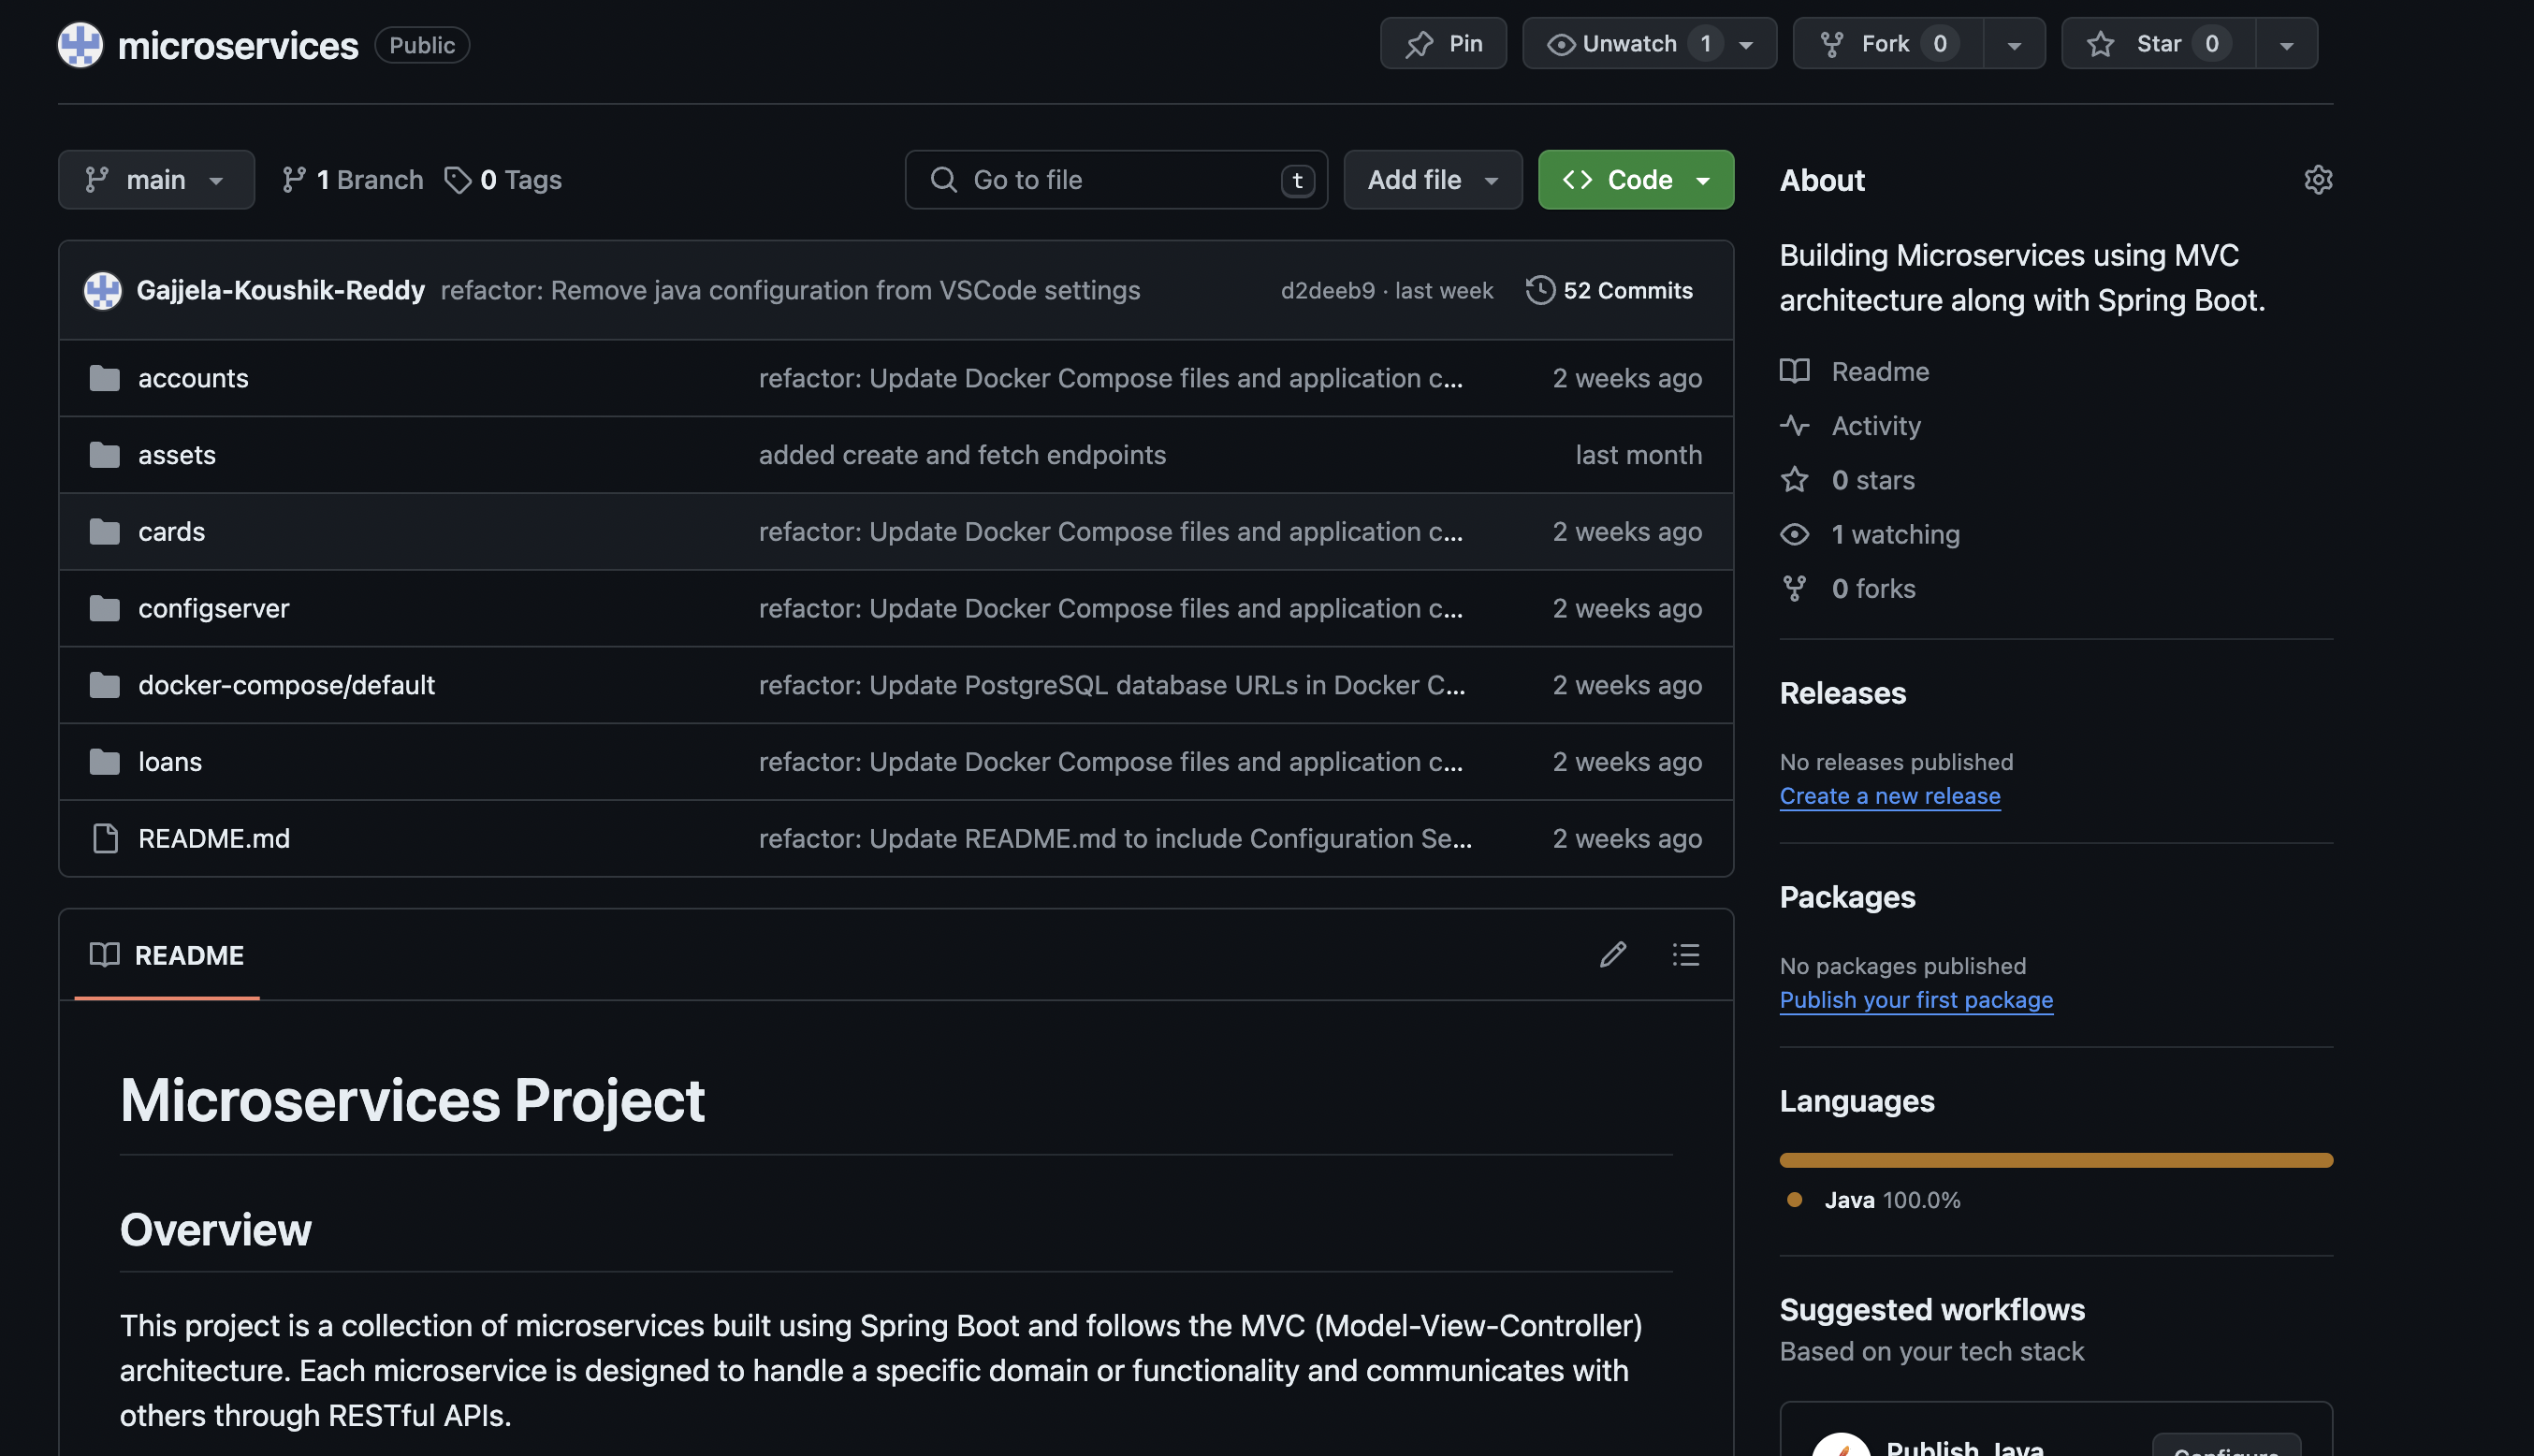 microservices Public Pin Unwatch 1 Fork 0 Star 0
main 1 Branch 0 Tags Go to file t Add file Code
Gajjela-Koushik-Reddy refactor: Remove java configuration from VSCode settings d2deeb9 · last week 52 Commits
accounts refactor: Update Docker Compose files and application c... 2 weeks ago
assets added create and fetch endpoints last month
cards refactor: Update Docker Compose files and application c... 2 weeks ago
configserver refactor: Update Docker Compose files and application c... 2 weeks ago
docker-compose/default refactor: Update PostgreSQL database URLs in Docker C... 2 weeks ago
loans refactor: Update Docker Compose files and application c... 2 weeks ago
README.md refactor: Update README.md to include Configuration Se... 2 weeks ago
README
Microservices Project
Overview
This project is a collection of microservices built using Spring Boot and follows the MVC (Model-View-Controller)
architecture. Each microservice is designed to handle a specific domain or functionality and communicates with
others through RESTful APIs.
About
Building Microservices using MVC
architecture along with Spring Boot.
Readme
Activity
0 stars
1 watching
0 forks
Releases
No releases published
Create a new release
Packages
No packages published
Publish your first package
Languages
Java 100.0%
Suggested workflows
Based on your tech stack
Publish Java Configure